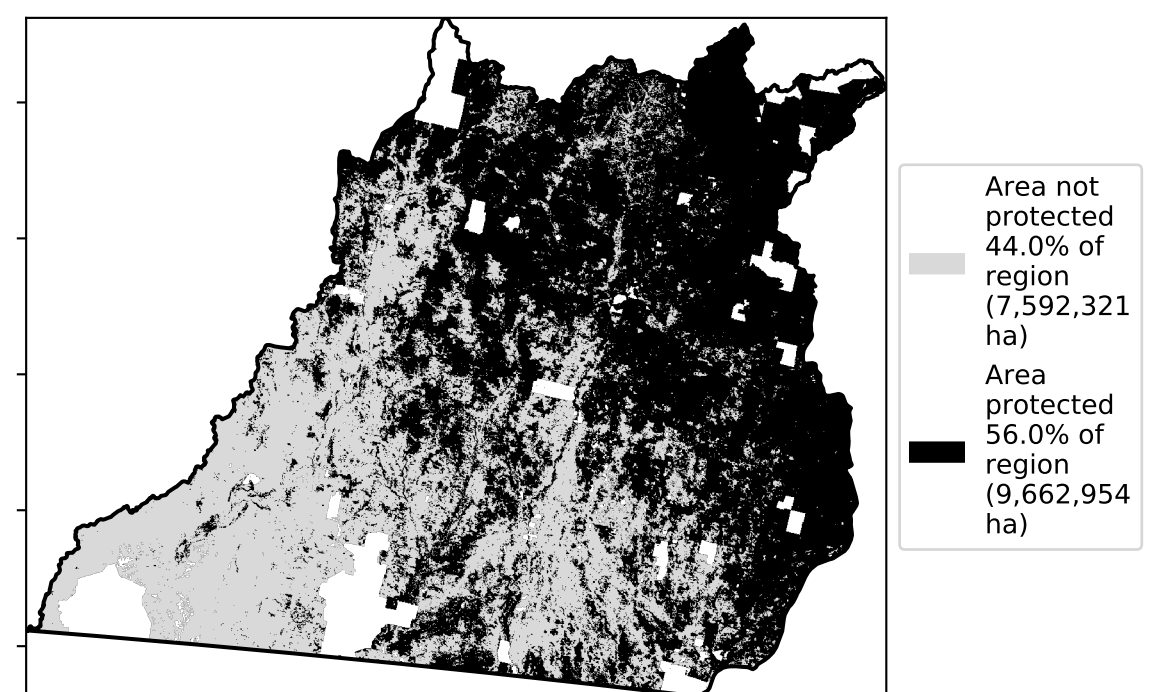 Area not
protected
44.0% of
region
(7,592,321
ha)
Area
protected
56.0% of
region
(9,662,954
ha)